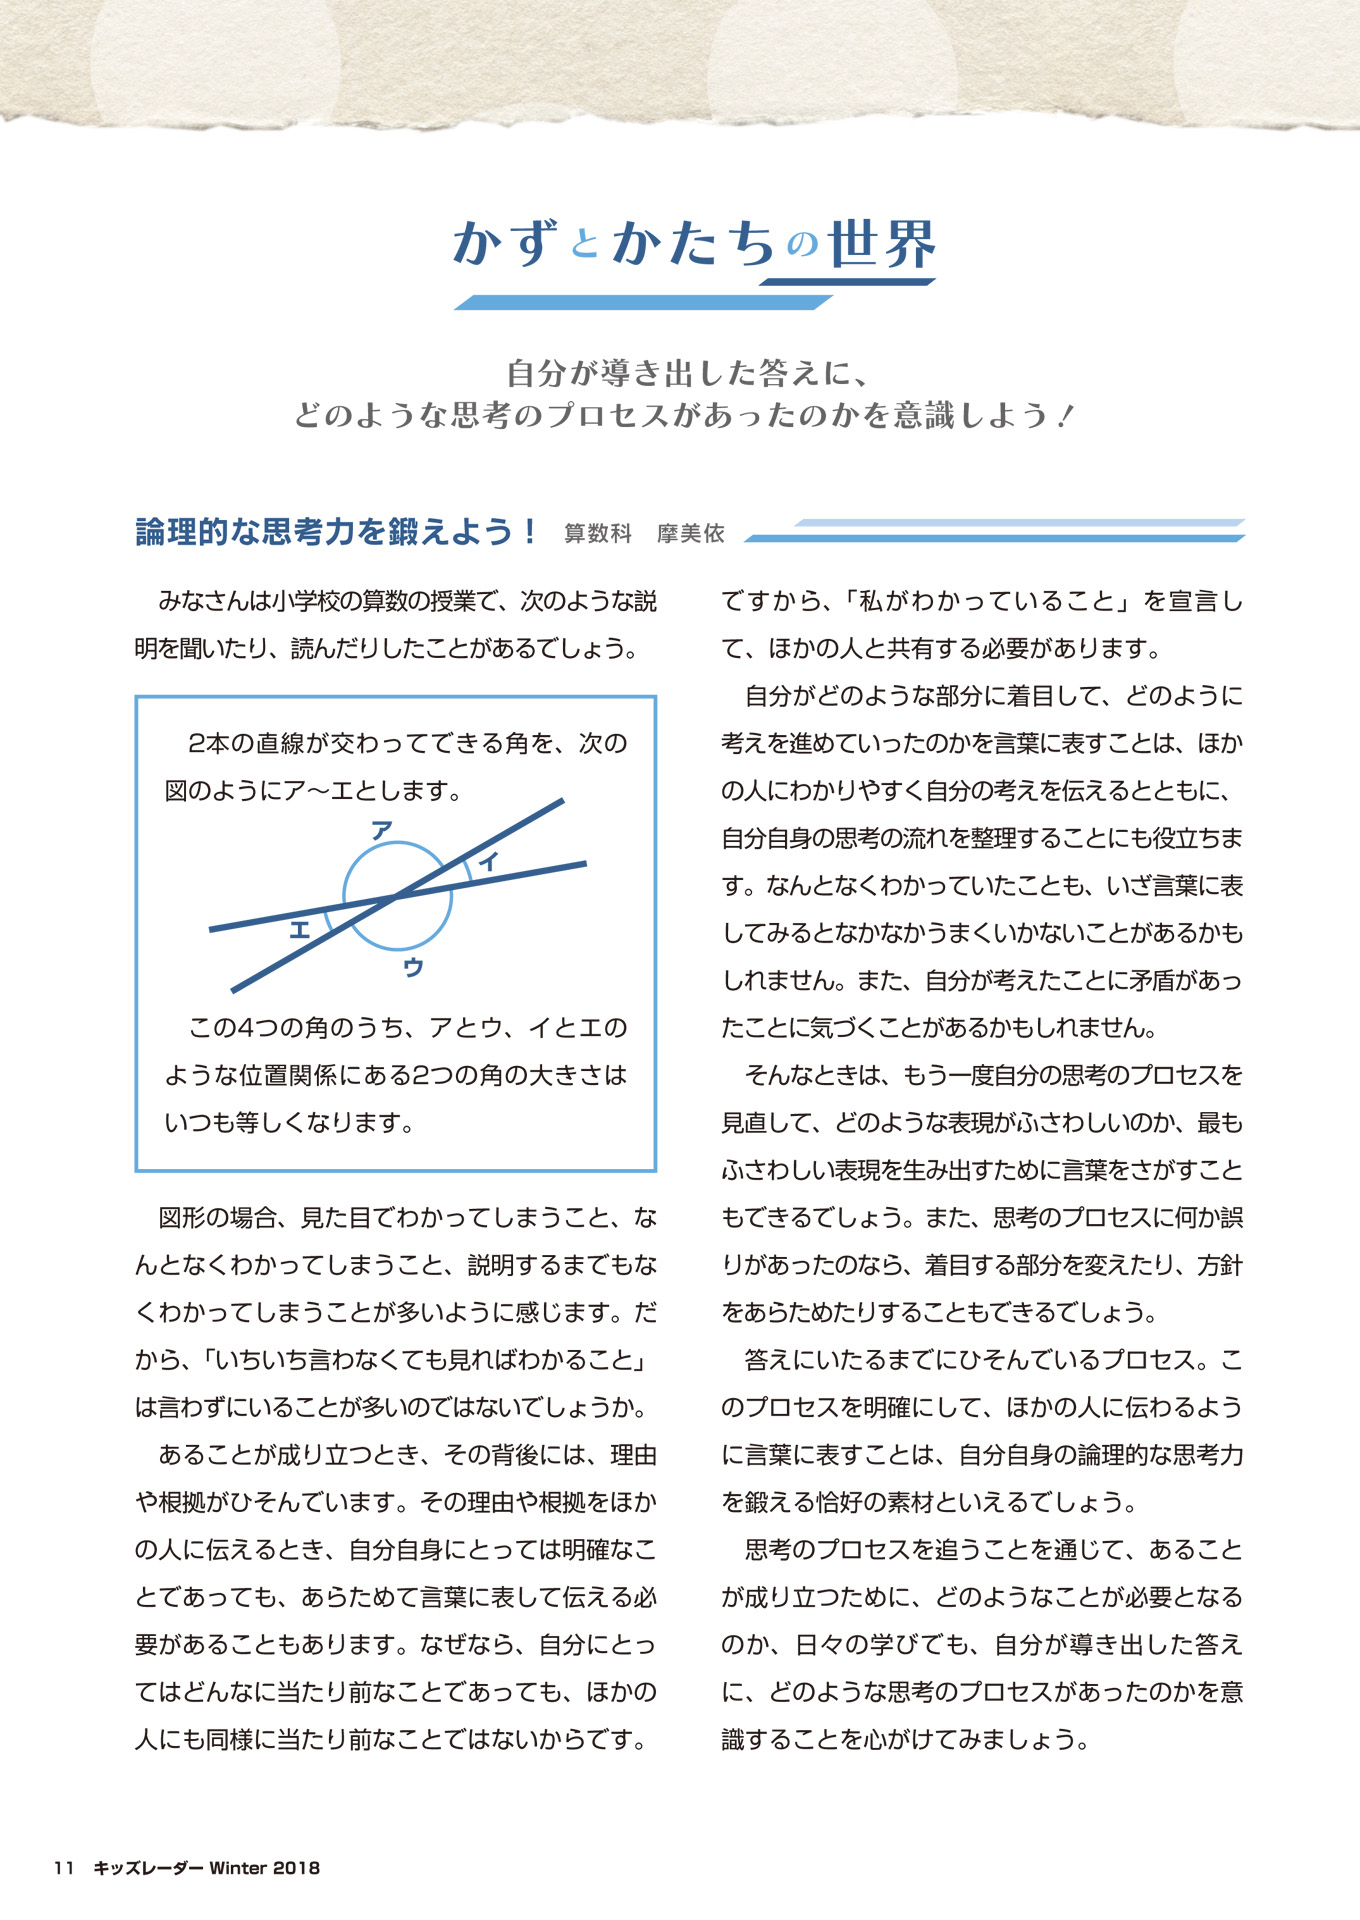 かずとかたちの世界
自分が導き出した答えに、
どのような思考のプロセスがあったのかを意識しよう！
論理的な思考力を鍛えよう！　算数科　摩美依
　みなさんは小学校の算数の授業で、次のような説
明を聞いたり、読んだりしたことがあるでしょう。
　2本の直線が交わってできる角を、次の
図のようにア〜エとします。
ア
イ
エ
ウ
　この4つの角のうち、アとウ、イとエの
ような位置関係にある2つの角の大きさは
いつも等しくなります。
　図形の場合、見た目でわかってしまうこと、な
んとなくわかってしまうこと、説明するまでもな
くわかってしまうことが多いように感じます。だ
から、「いちいち言わなくても見ればわかること」
は言わずにいることが多いのではないでしょうか。
　あることが成り立つとき、その背後には、理由
や根拠がひそんでいます。その理由や根拠をほか
の人に伝えるとき、自分自身にとっては明確なこ
とであっても、あらためて言葉に表して伝える必
要があることもあります。なぜなら、自分にとっ
てはどんなに当たり前なことであっても、ほかの
人にも同様に当たり前なことではないからです。
ですから、「私がわかっていること」を宣言し
て、ほかの人と共有する必要があります。
　自分がどのような部分に着目して、どのように
考えを進めていったのかを言葉に表すことは、ほか
の人にわかりやすく自分の考えを伝えるとともに、
自分自身の思考の流れを整理することにも役立ちま
す。なんとなくわかっていたことも、いざ言葉に表
してみるとなかなかうまくいかないことがあるかも
しれません。また、自分が考えたことに矛盾があっ
たことに気づくことがあるかもしれません。
　そんなときは、もう一度自分の思考のプロセスを
見直して、どのような表現がふさわしいのか、最も
ふさわしい表現を生み出すために言葉をさがすこと
もできるでしょう。また、思考のプロセスに何か誤
りがあったのなら、着目する部分を変えたり、方針
をあらためたりすることもできるでしょう。
　答えにいたるまでにひそんでいるプロセス。こ
のプロセスを明確にして、ほかの人に伝わるよう
に言葉に表すことは、自分自身の論理的な思考力
を鍛える恰好の素材といえるでしょう。
　思考のプロセスを追うことを通じて、あること
が成り立つために、どのようなことが必要となる
のか、日々の学びでも、自分が導き出した答え
に、どのような思考のプロセスがあったのかを意
識することを心がけてみましょう。
11　キッズレーダー Winter 2018